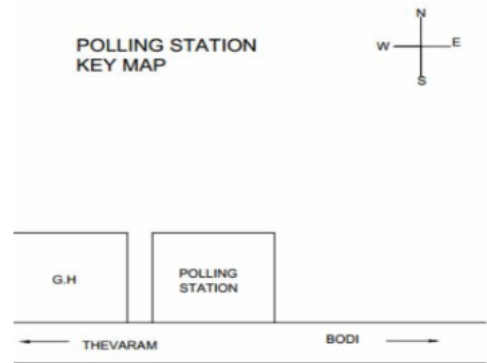 POLLING STATION
KEY MAP
N
W
E
S
G.H
POLLING
STATION
THEVARAM
BODI